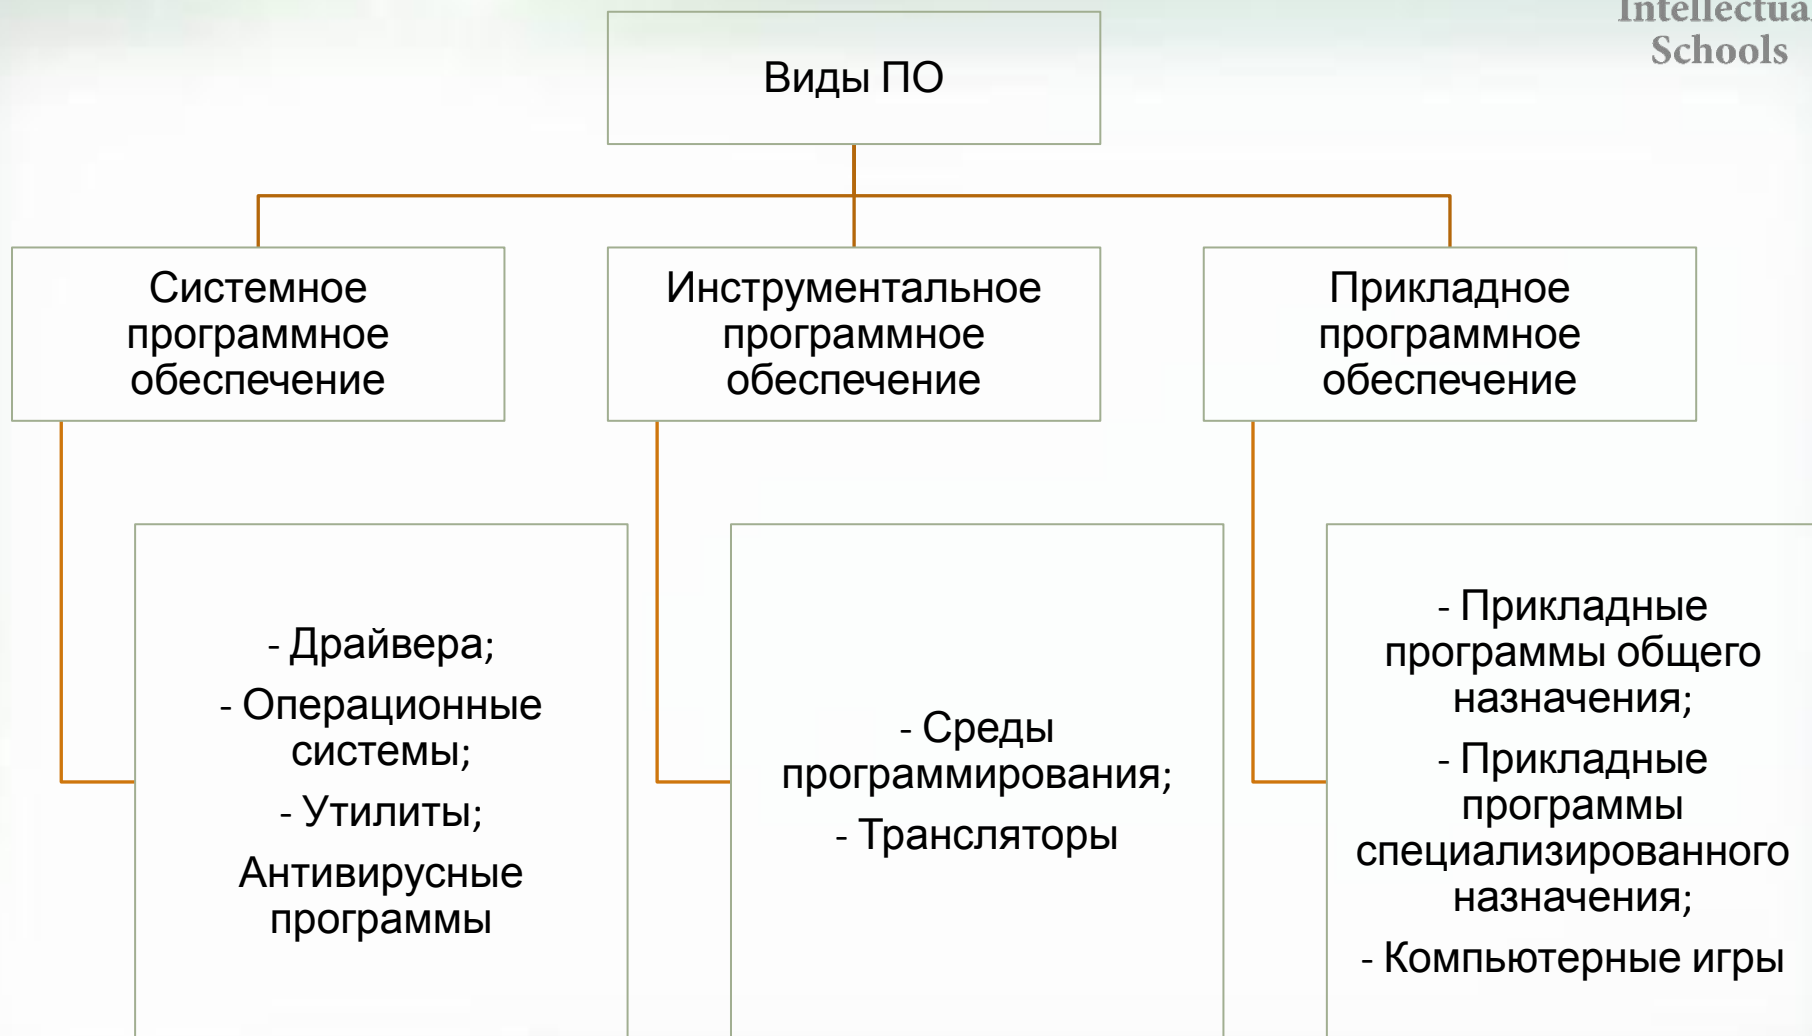 Intellectual
Schools
Виды ПО
Системное
программное
обеспечение
Инструментальное
программное
обеспечение
Прикладное
программное
обеспечение
- Драйвера;
- Операционные
системы;
- Утилиты;
Антивирусные
программы
- Среды
программирования;
- Трансляторы
- Прикладные
программы общего
назначения;
- Прикладные
программы
специализированного
назначения;
- Компьютерные игры